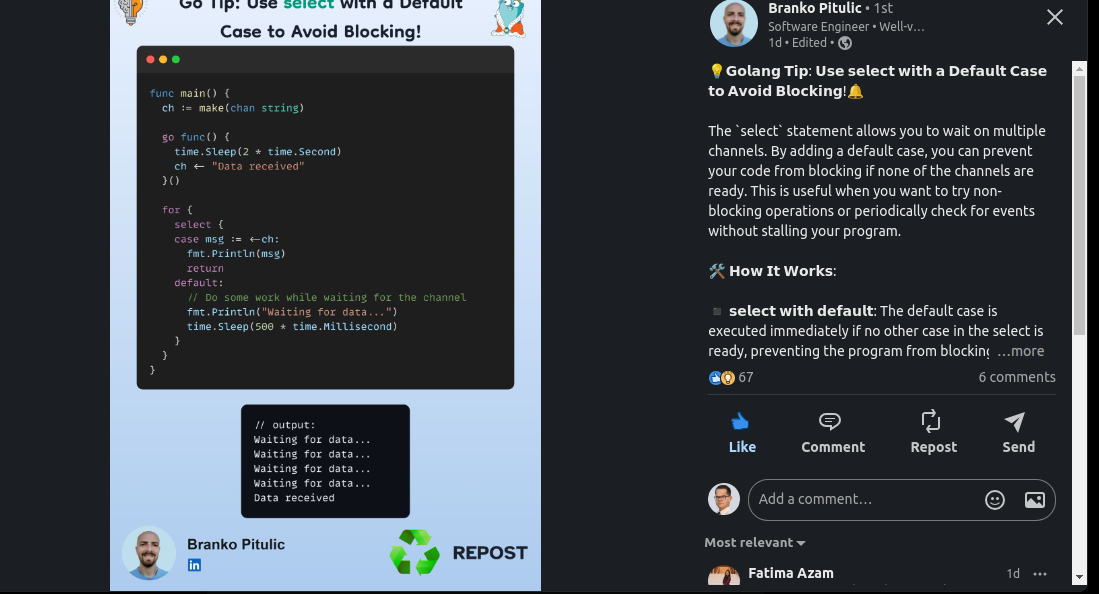 Go Tip: Use select with a Default
Case to Avoid Blocking!
func main() {
ch := make(chan string)
go func() {
time.Sleep(2 * time.Second)
ch <- "Data received"
}()
for {
select {
case msg := <-ch:
fmt.Println(msg)
return
default:
// Do some work while waiting for the channel
fmt.Println("Waiting for data...")
time.Sleep(500 * time.Millisecond)
}
}
}
// output:
Waiting for data...
Waiting for data...
Waiting for data...
Waiting for data...
Data received
Branko Pitulic
in
REPOST
Branko Pitulic • 1st
Software Engineer • Well-v...
1d • Edited •
💡Golang Tip: Use select with a Default Case
to Avoid Blocking!🔔
The `select` statement allows you to wait on multiple
channels. By adding a default case, you can prevent
your code from blocking if none of the channels are
ready. This is useful when you want to try non-
blocking operations or periodically check for events
without stalling your program.
🛠️ How It Works:
◾ select with default: The default case is
executed immediately if no other case in the select is
ready, preventing the program from blocking ...more
67 6 comments
Like Comment Repost Send
Add a comment...
Most relevant
Fatima Azam 1d